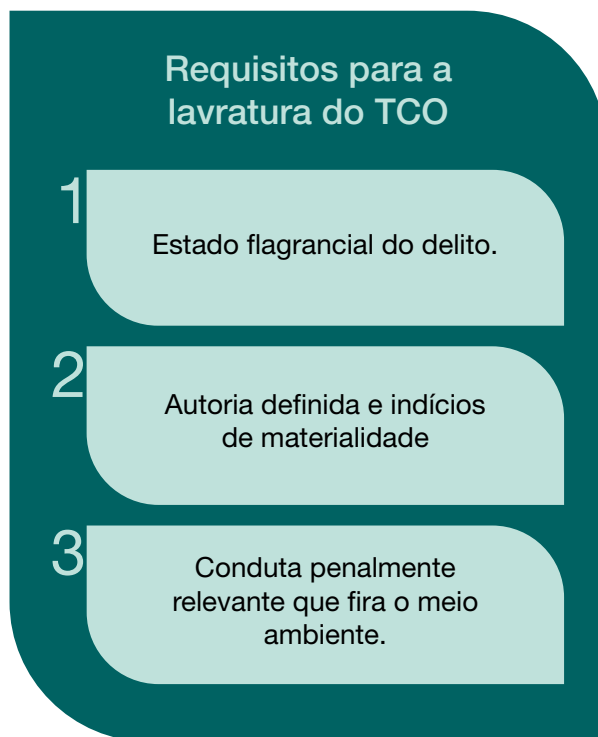 Requisitos para a
lavratura do TCO
1
Estado flagrancial do delito.
2
Autoria definida e indícios
de materialidade
3
Conduta penalmente
relevante que fira o meio
ambiente.